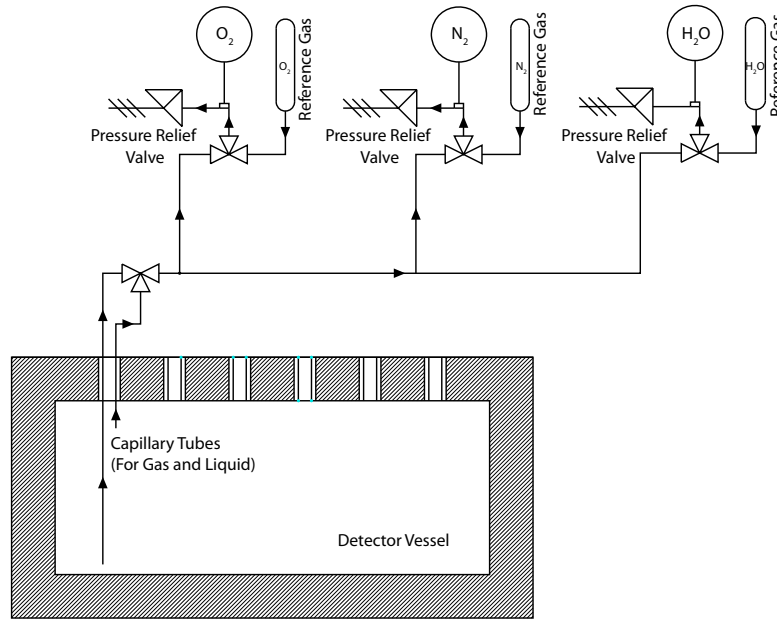 O₂
O₂
Reference Gas
Pressure Relief
Valve
N₂
N₂
Reference Gas
Pressure Relief
Valve
H₂O
H₂O
Reference Gas
Pressure Relief
Valve
Capillary Tubes
(For Gas and Liquid)
Detector Vessel